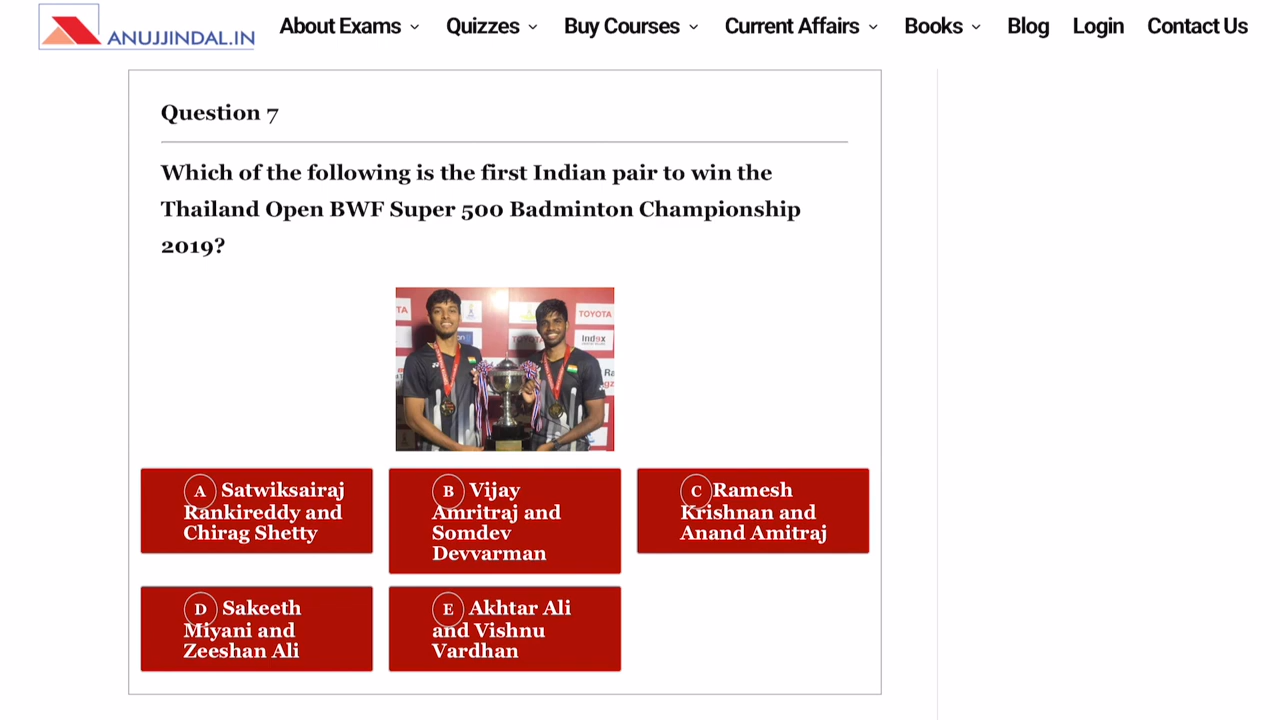 ANUJJINDAL.IN
About Exams
Quizzes
Buy Courses
Current Affairs
Books
Blog
Login
Contact Us
Question 7
Which of the following is the first Indian pair to win the
Thailand Open BWF Super 500 Badminton Championship
2019?
TA
TOYOTA
TOYOTA
Index
A Satwiksairaj
Rankireddy and
Chirag Shetty
B Vijay
Amritraj and
Somdev
Devvarman
C Ramesh
Krishnan and
Anand Amitraj
D Sakeeth
Miyani and
Zeeshan Ali
E Akhtar Ali
and Vishnu
Vardhan